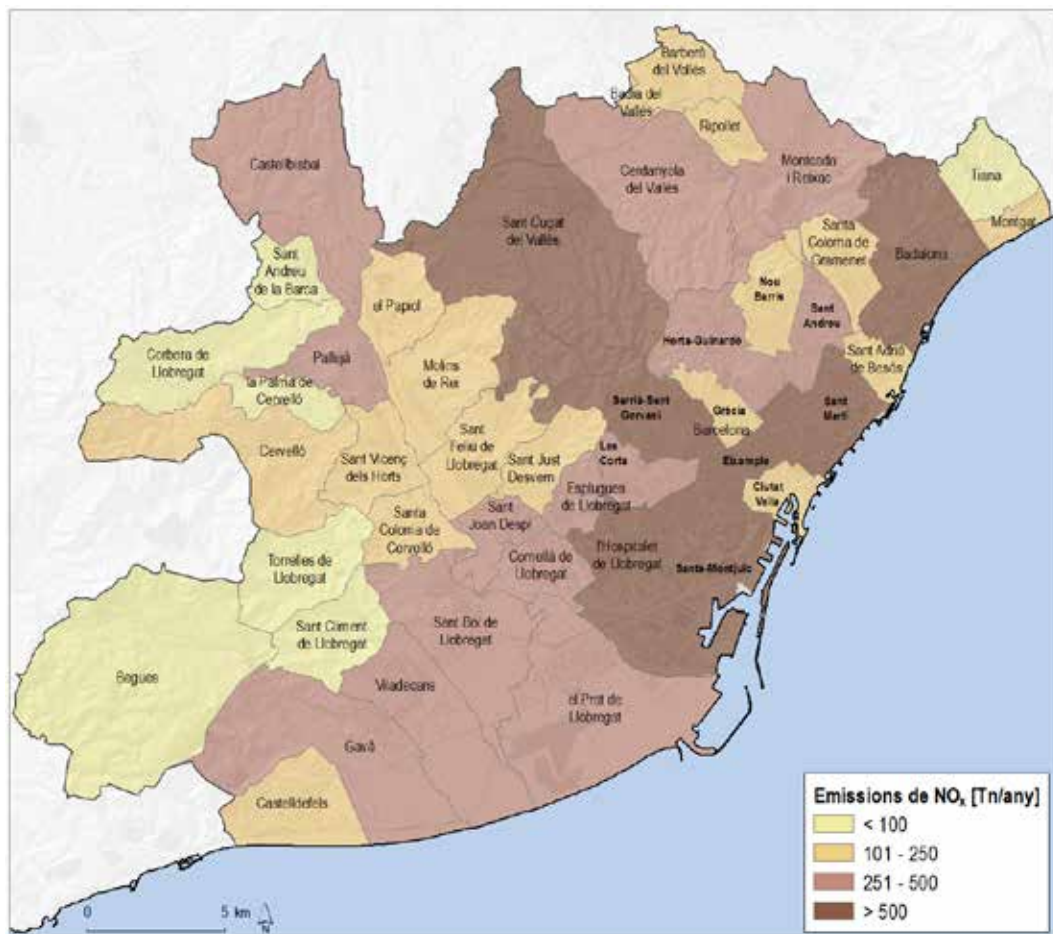 Barberà
del Vallès
Badia del
Vallès
Ripollet
Castellbisbal
Cerdanyola
del Vallès
Montcada
i Reixac
Tiana
Montgat
Sant Cugat
del Vallès
Santa
Coloma de
Gramenet
Badalona
Sant
Andreu
de la Barca
el Papiol
Nou
Barris
Sant
Andreu
Horta-Guinardó
Corbera de
Llobregat
Pallejà
Molins
de Rei
Sant Adrià
de Besòs
la Palma de
Cervelló
Sarrià-Sant
Gervasi
Gràcia
Barcelona
Sant
Martí
Cervelló
Sant Vicenç
dels Horts
Sant
Feliu de
Llobregat
Sant Just
Desvern
Les
Corts
Eixample
Esplugues
de Llobregat
Ciutat
Vella
Santa
Coloma de
Cervelló
Sant
Joan Despí
Cornellà de
Llobregat
l'Hospitalet
de Llobregat
Sants-Montjuïc
Torrelles de
Llobregat
Sant Climent
de Llobregat
Sant Boi de
Llobregat
Begues
Viladecans
el Prat de
Llobregat
Gavà
Castelldefels
Emissions de NOx [Tn/any]
< 100
101 - 250
251 - 500
> 500
0 5 km
N